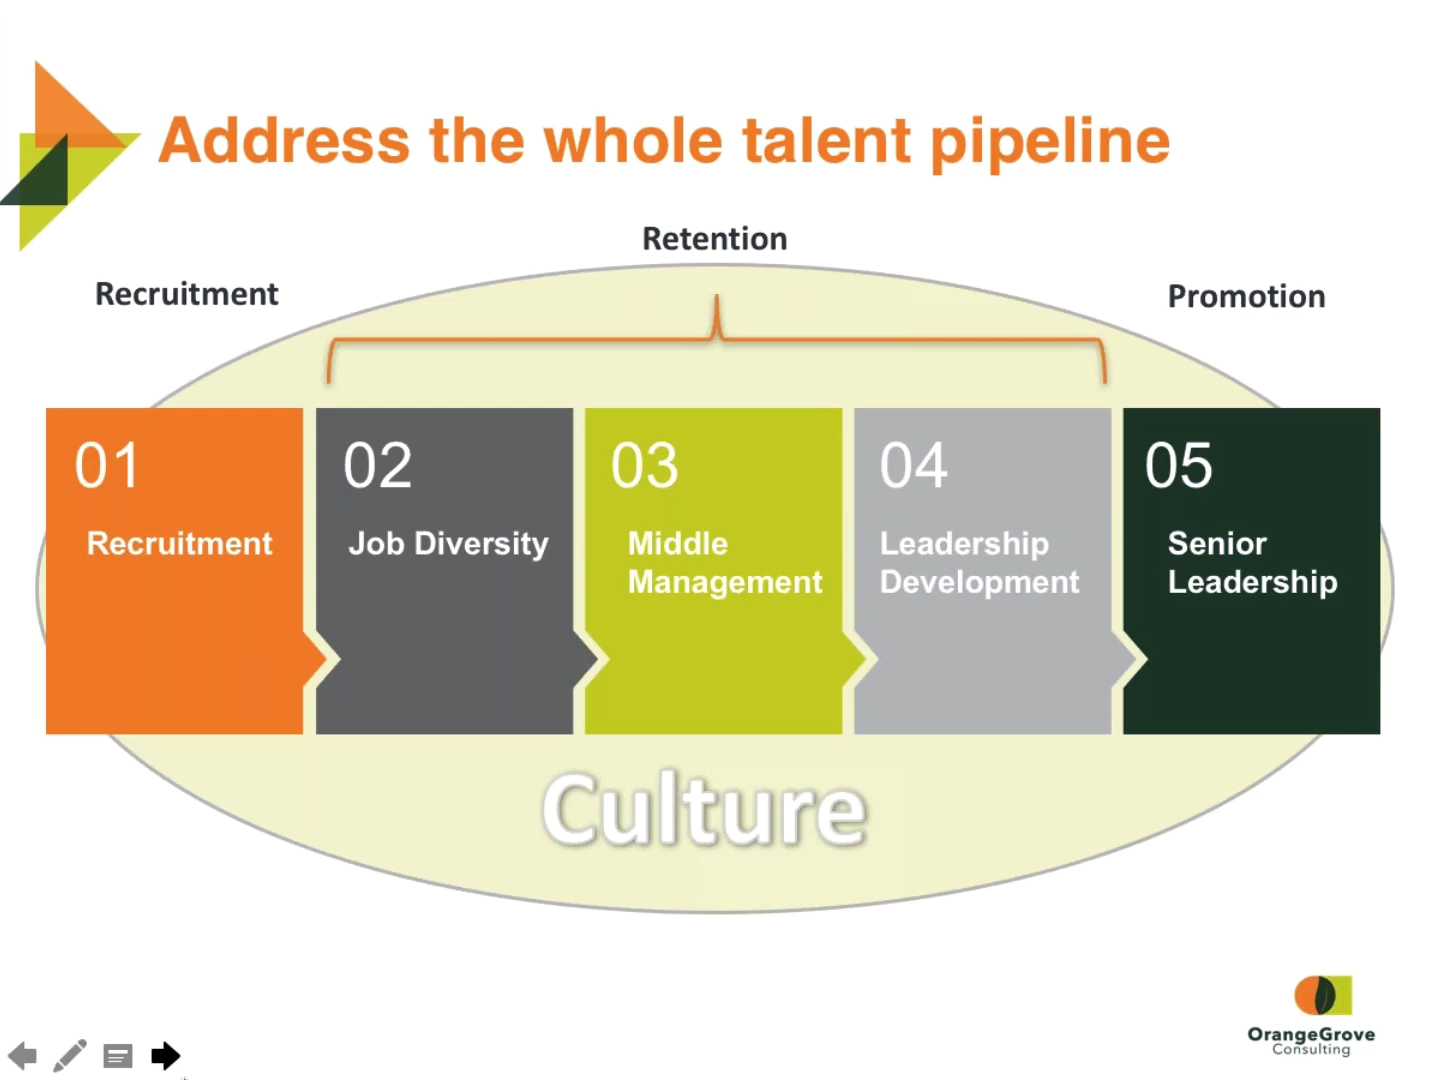 Address the whole talent pipeline
Retention
Recruitment
Promotion
01
Recruitment
02
Job Diversity
03
Middle
Management
04
Leadership
Development
05
Senior
Leadership
Culture
OrangeGrove
Consulting